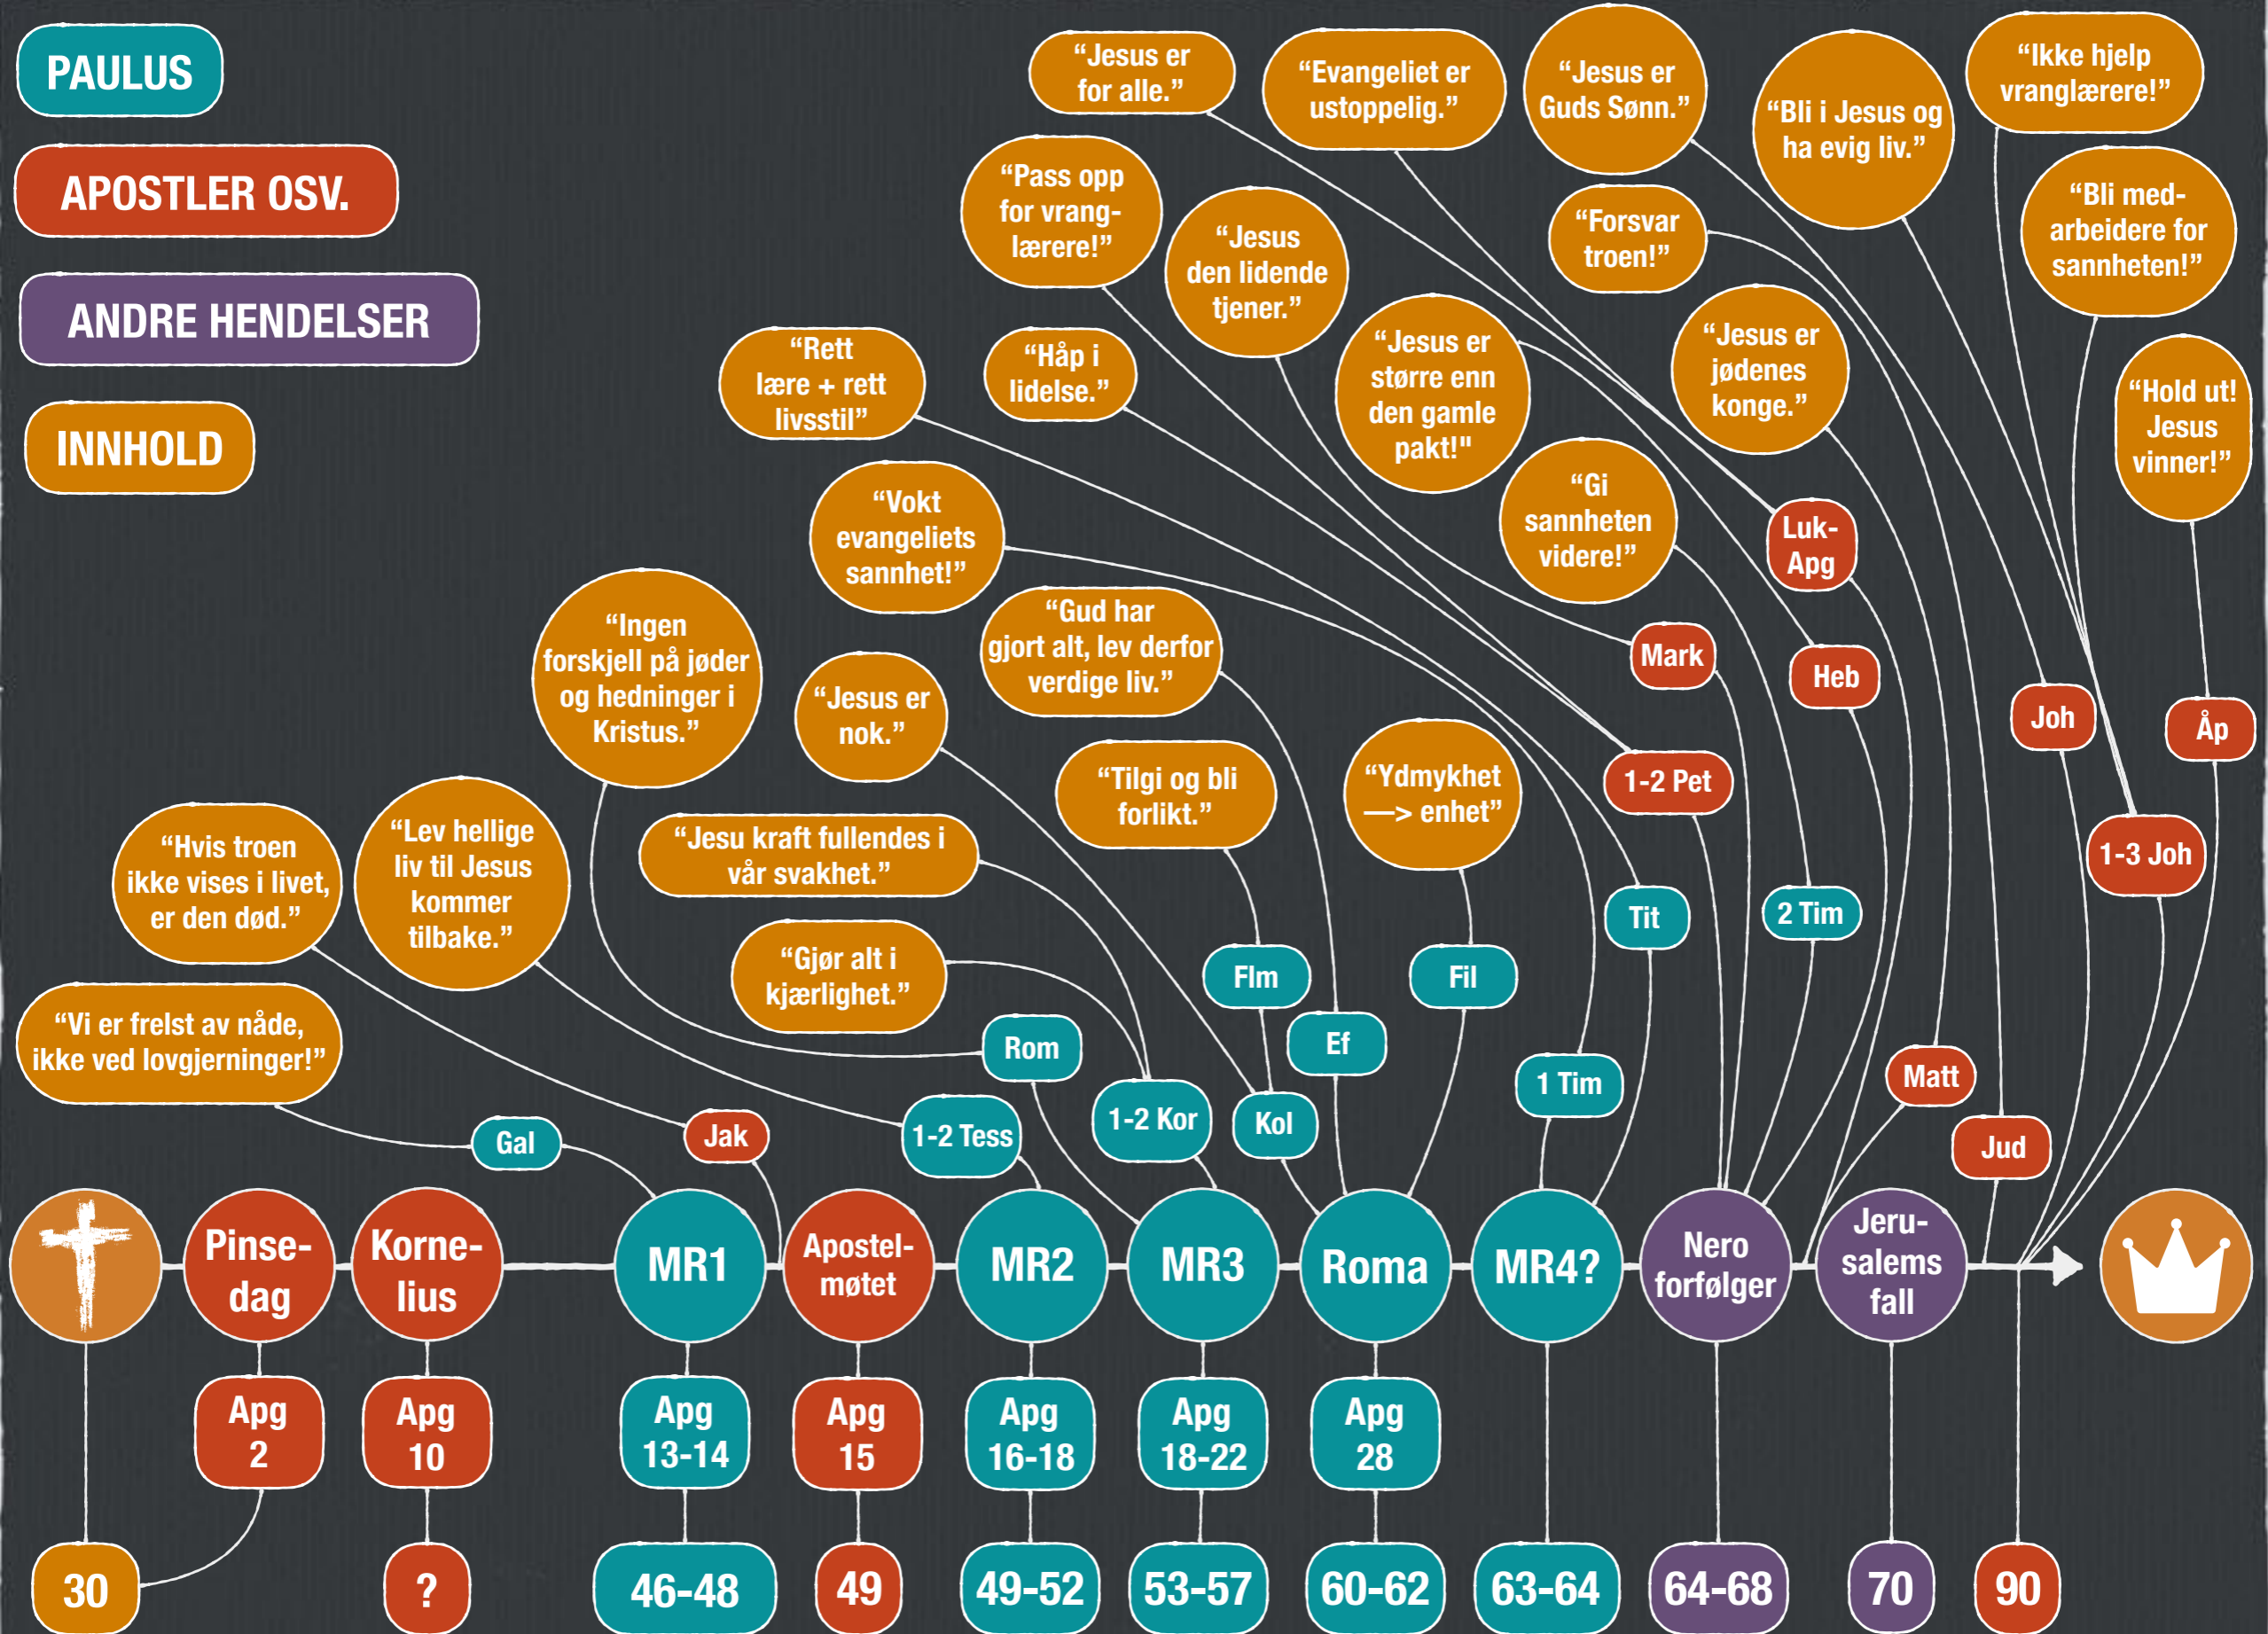 PAULUS
APOSTLER OSV.
ANDRE HENDELSER
INNHOLD
“Jesus er
for alle.”
“Evangeliet er
ustoppelig.”
“Jesus er
Guds Sønn.”
“Bli i Jesus og
ha evig liv.”
“Ikke hjelp
vranglærere!”
“Pass opp
for vrang-
lærere!”
“Jesus
den lidende
tjener.”
“Forsvar
troen!”
“Bli med-
arbeidere for
sannheten!”
“Rett
lære + rett
livsstil”
“Håp i
lidelse.”
“Jesus er
større enn
den gamle
pakt!"
“Jesus er
jødenes
konge.”
“Hold ut!
Jesus
vinner!”
“Vokt
evangeliets
sannhet!”
“Gi
sannheten
videre!”
Luk-
Apg
“Ingen
forskjell på jøder
og hedninger i
Kristus.”
“Jesus er
nok.”
“Gud har
gjort alt, lev derfor
verdige liv.”
Mark
Heb
Joh
Åp
“Tilgi og bli
forlikt.”
“Ydmykhet
—> enhet”
1-2 Pet
1-3 Joh
“Hvis troen
ikke vises i livet,
er den død.”
“Lev hellige
liv til Jesus
kommer
tilbake.”
“Jesu kraft fullendes i
vår svakhet.”
“Gjør alt i
kjærlighet.”
Tit
2 Tim
Flm
Fil
“Vi er frelst av nåde,
ikke ved lovgjerninger!”
Rom
Ef
1 Tim
Matt
Gal
Jak
1-2 Tess
1-2 Kor
Kol
Jud
Pinse-
dag
Korne-
lius
MR1
Apostel-
møtet
MR2
MR3
Roma
MR4?
Nero
forfølger
Jeru-
salems
fall
Apg
2
Apg
10
Apg
13-14
Apg
15
Apg
16-18
Apg
18-22
Apg
28
30
?
46-48
49
49-52
53-57
60-62
63-64
64-68
70
90